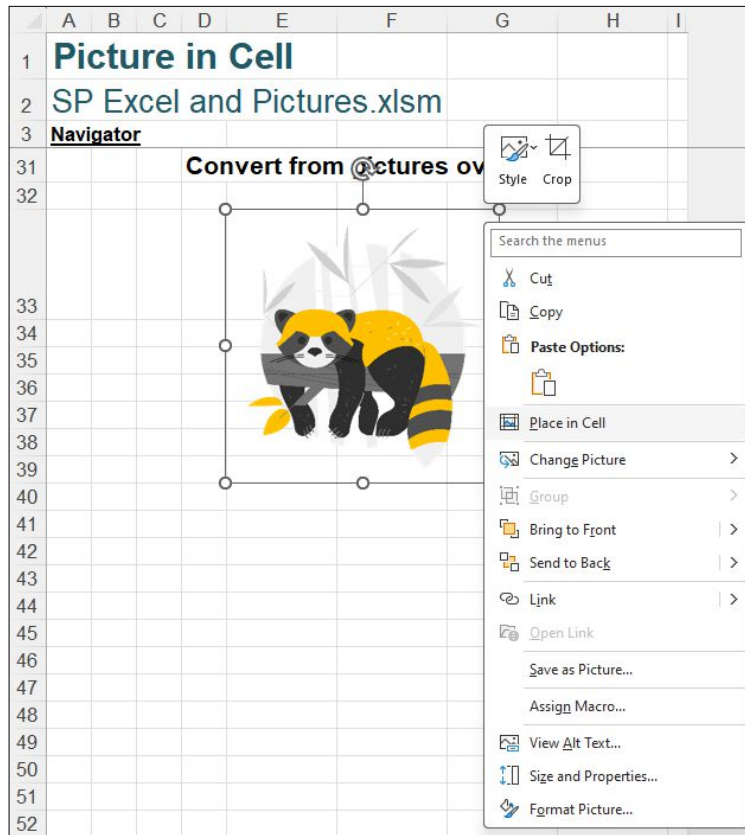 A B C D E F G H I
1 Picture in Cell
2 SP Excel and Pictures.xlsm
3 Navigator
31 Convert from pictures ov
32
33
34
35
36
37
38
39
40
41
42
43
44
45
46
47
48
49
50
51
52
Style Crop
Search the menus
Cut
Copy
Paste Options:
Place in Cell
Change Picture
Group
Bring to Front
Send to Back
Link
Open Link
Save as Picture...
Assign Macro...
View Alt Text...
Size and Properties...
Format Picture...